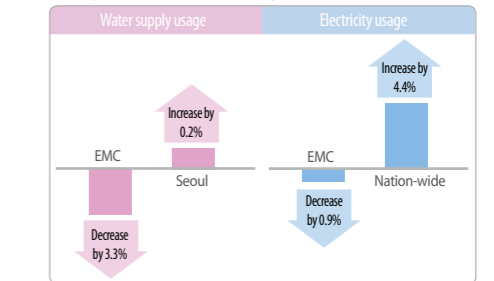 Water supply usage
Electricity usage
Increase by
4.4%
Increase by
0.2%
EMC
Seoul
EMC
Nation-wide
Decrease
by 3.3%
Decrease
by 0.9%